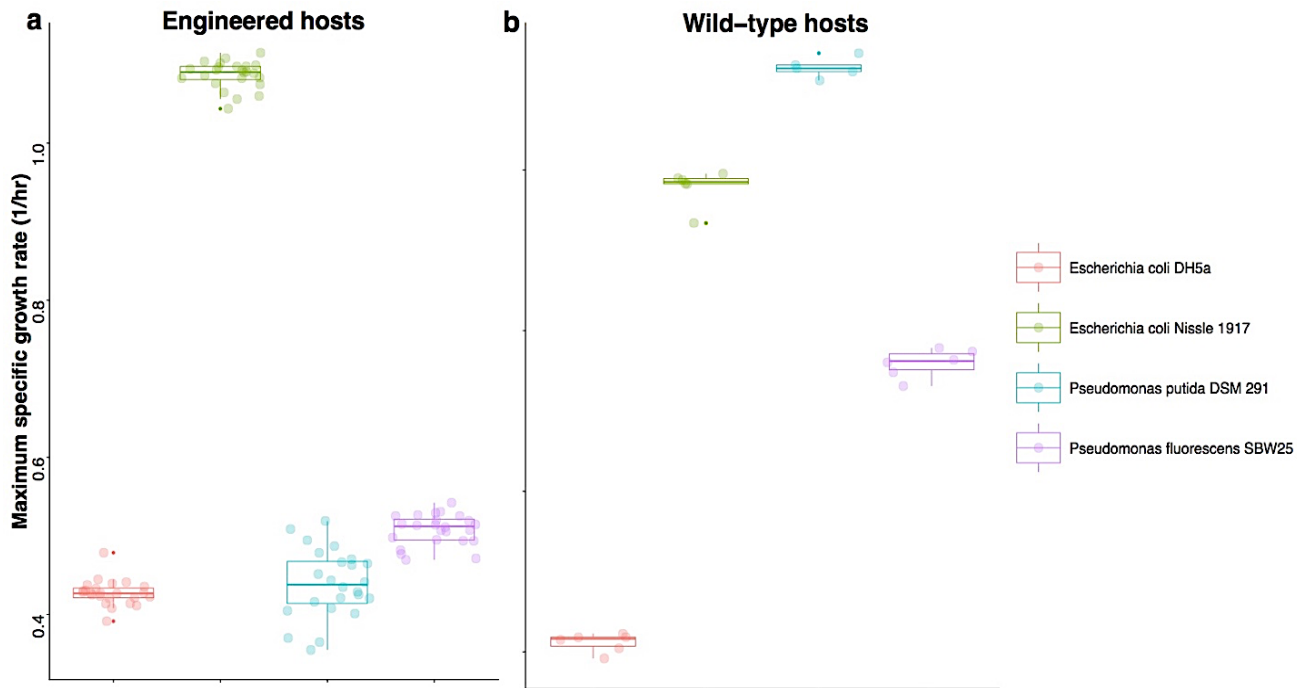 a Engineered hosts
b Wild–type hosts
Maximum specific growth rate (1/hr)
1.0
0.8
0.6
0.4
Escherichia coli DH5a
Escherichia coli Nissle 1917
Pseudomonas putida DSM 291
Pseudomonas fluorescens SBW25